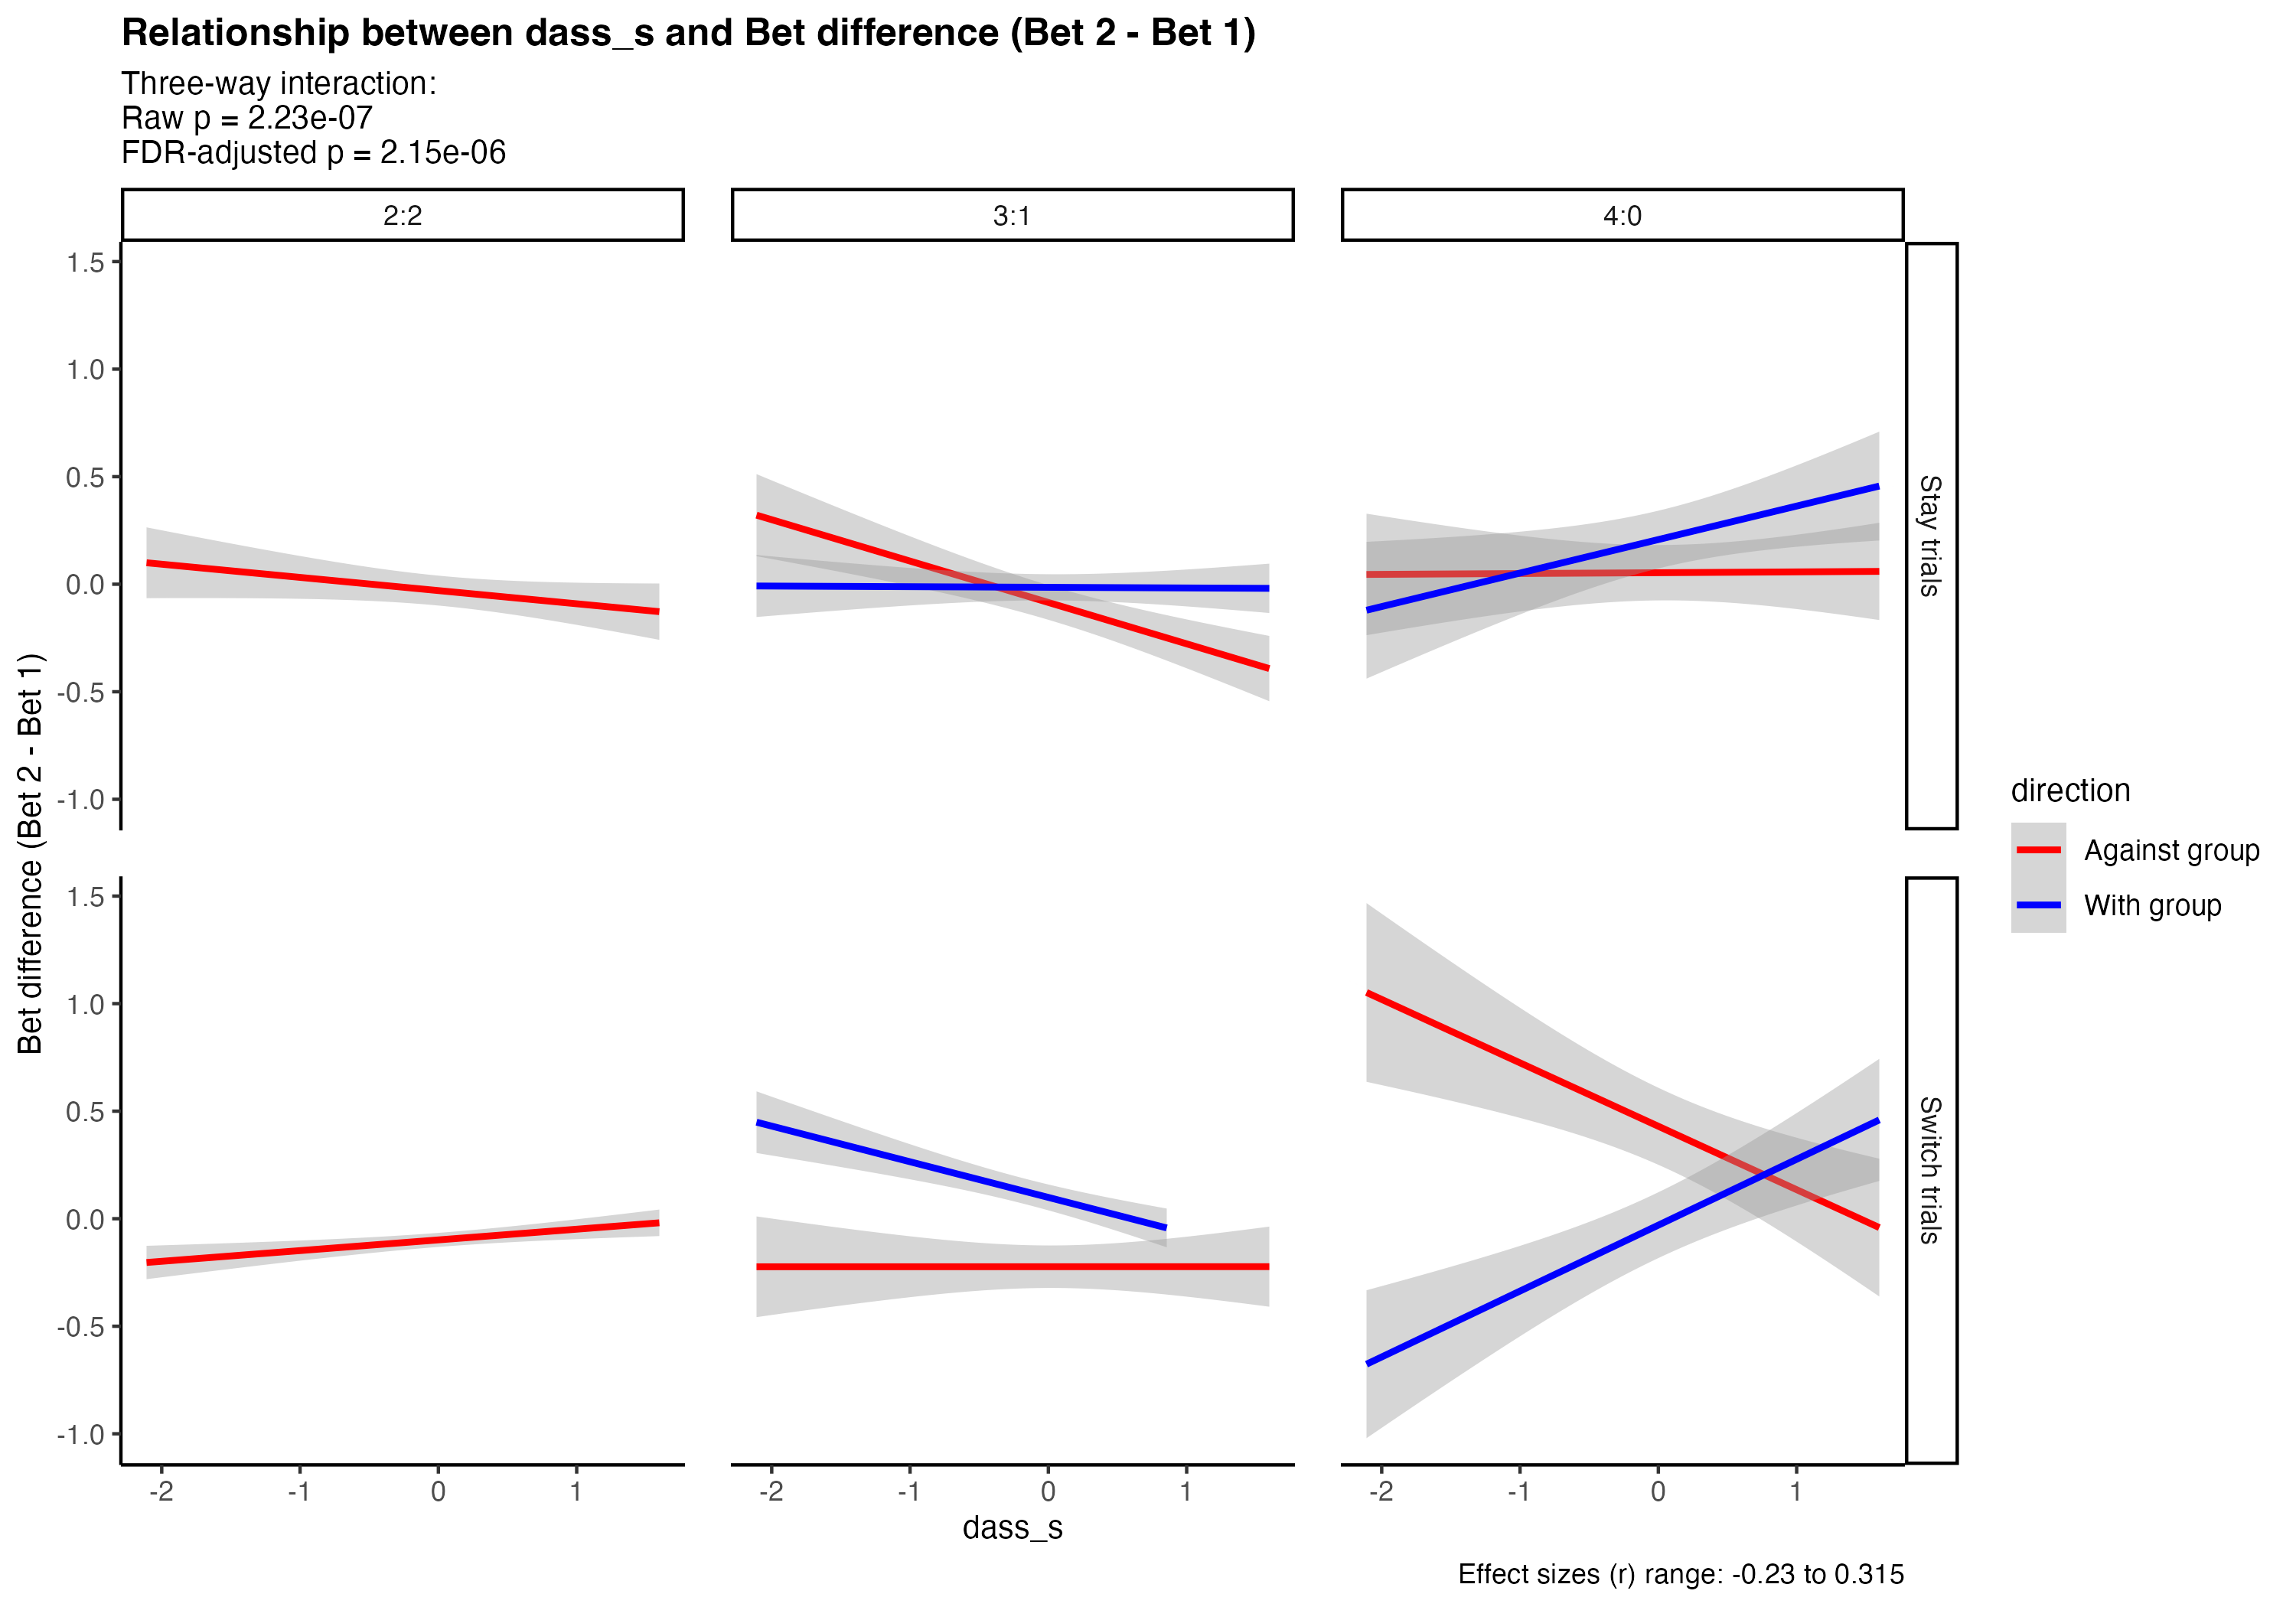 Relationship between dass_s and Bet difference (Bet 2 - Bet 1)
Three-way interaction:
Raw p = 2.23e-07
FDR-adjusted p = 2.15e-06
2:2
3:1
4:0
1.5
1.0
0.5
0.0
-0.5
-1.0
Stay trials
1.5
1.0
0.5
0.0
-0.5
-1.0
Switch trials
Bet difference (Bet 2 - Bet 1)
-2 -1 0 1
-2 -1 0 1
-2 -1 0 1
dass_s
direction
Against group
With group
Effect sizes (r) range: -0.23 to 0.315